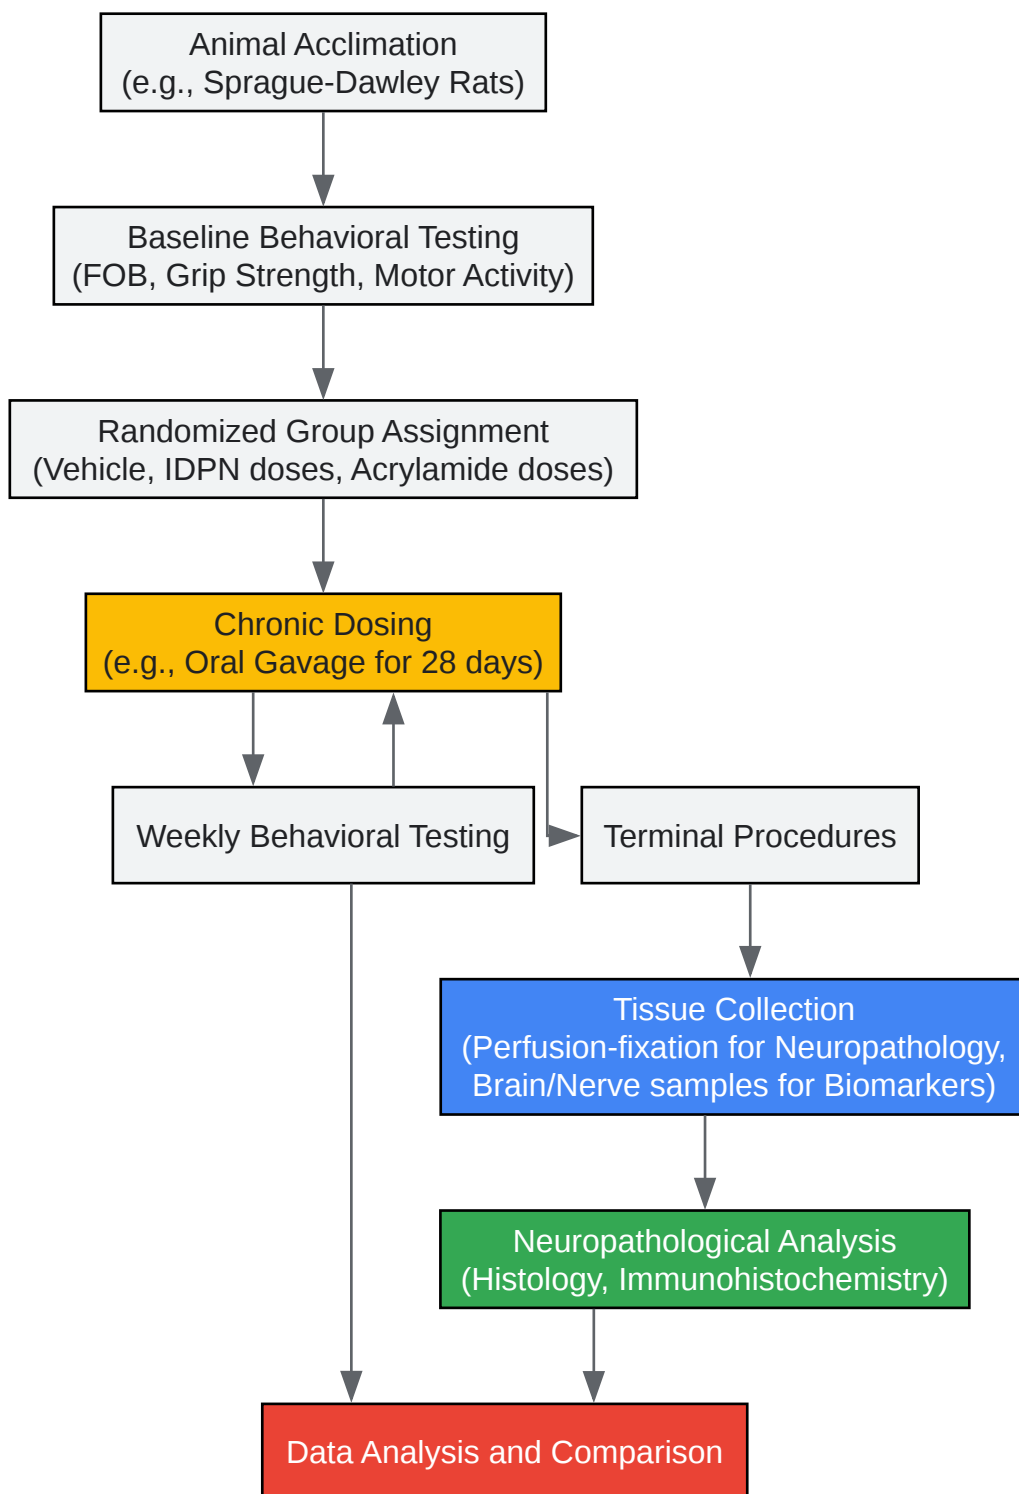 Animal Acclimation
(e.g., Sprague-Dawley Rats)
Baseline Behavioral Testing
(FOB, Grip Strength, Motor Activity)
Randomized Group Assignment
(Vehicle, IDPN doses, Acrylamide doses)
Chronic Dosing
(e.g., Oral Gavage for 28 days)
Weekly Behavioral Testing
Terminal Procedures
Tissue Collection
(Perfusion-fixation for Neuropathology,
Brain/Nerve samples for Biomarkers)
Neuropathological Analysis
(Histology, Immunohistochemistry)
Data Analysis and Comparison